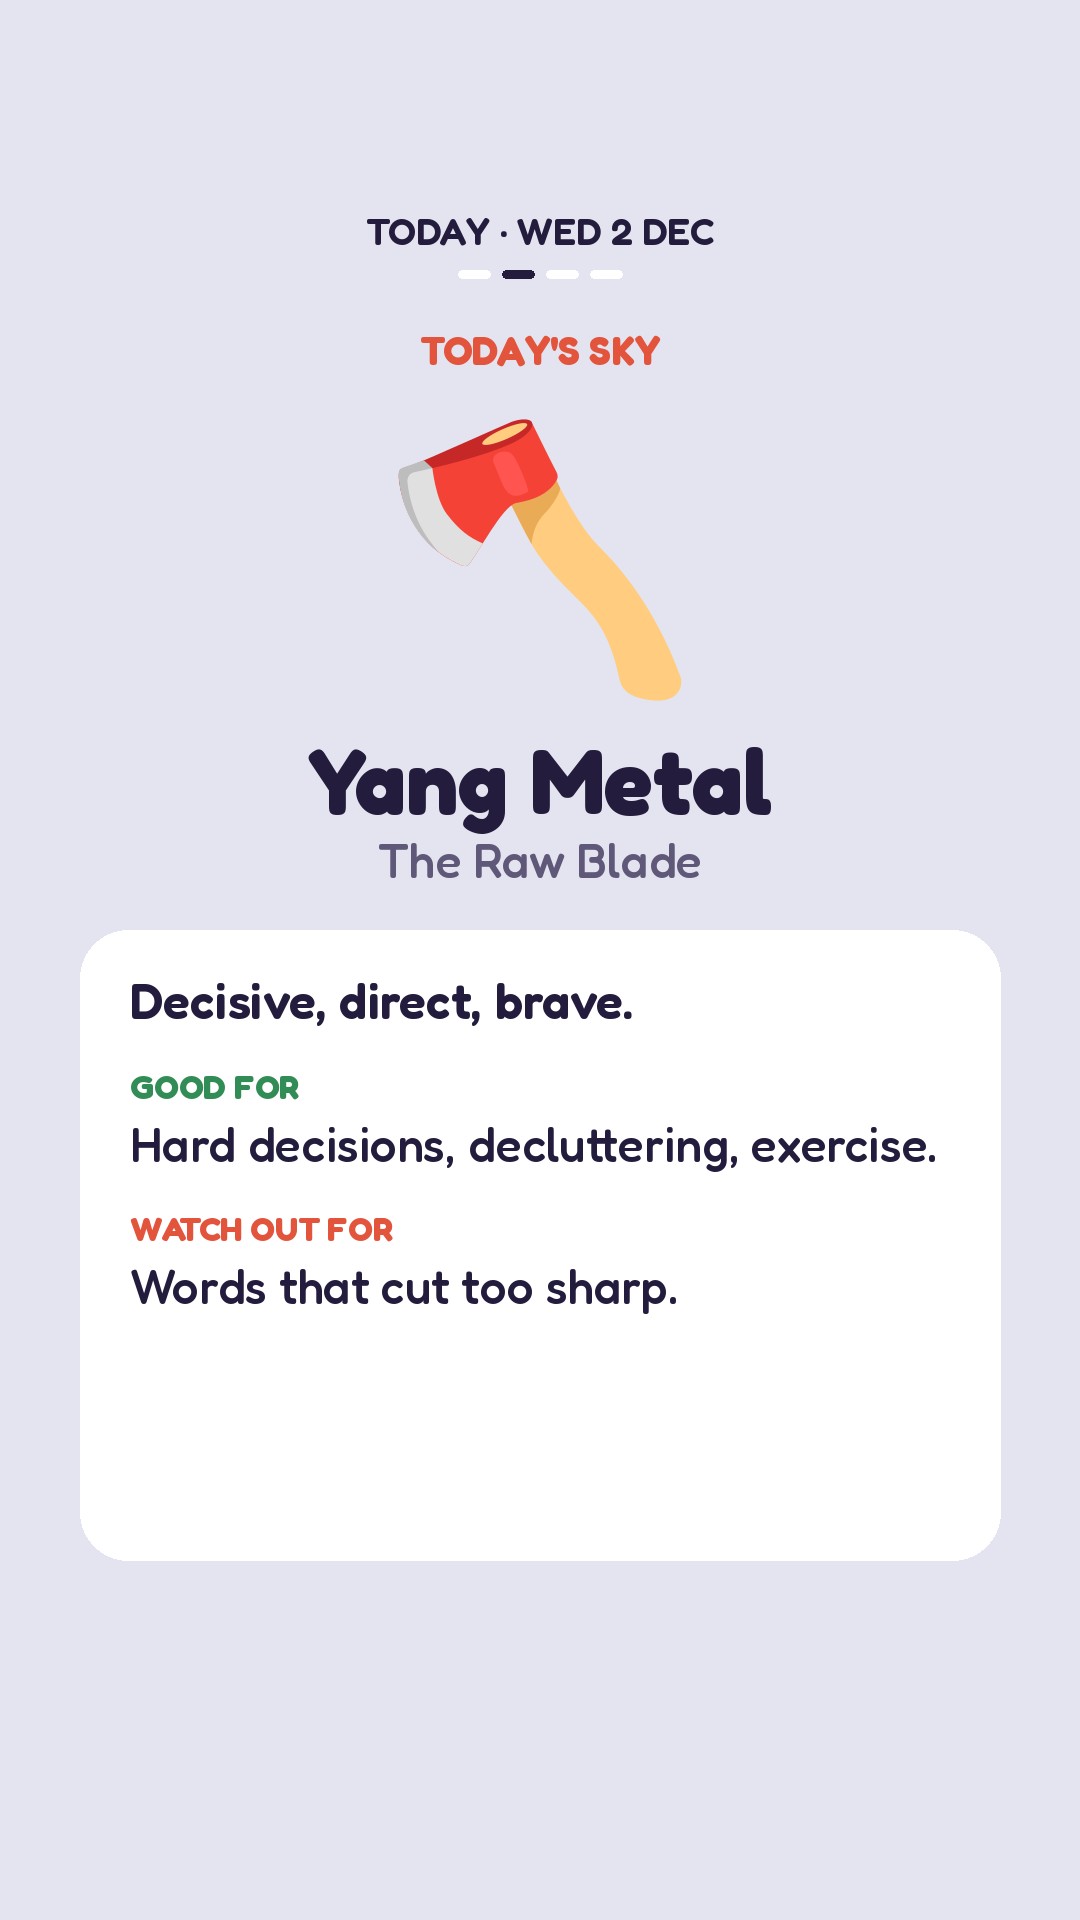 TODAY · WED 2 DEC
TODAY'S SKY
Yang Metal
The Raw Blade
Decisive, direct, brave.
GOOD FOR
Hard decisions, decluttering, exercise.
WATCH OUT FOR
Words that cut too sharp.